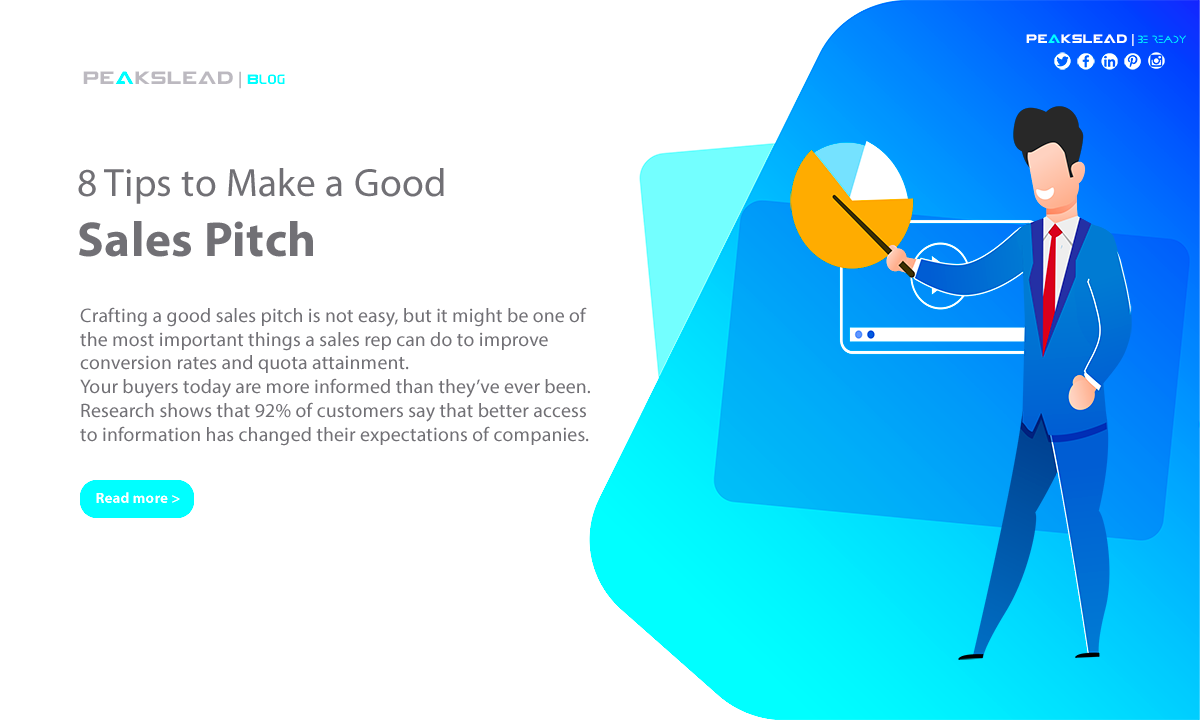 PEAKSLEAD | BE READY
PEAKSLEAD | BLOG
8 Tips to Make a Good
Sales Pitch
Crafting a good sales pitch is not easy, but it might be one of
the most important things a sales rep can do to improve
conversion rates and quota attainment.
Your buyers today are more informed than they’ve ever been.
Research shows that 92% of customers say that better access
to information has changed their expectations of companies.
Read more >